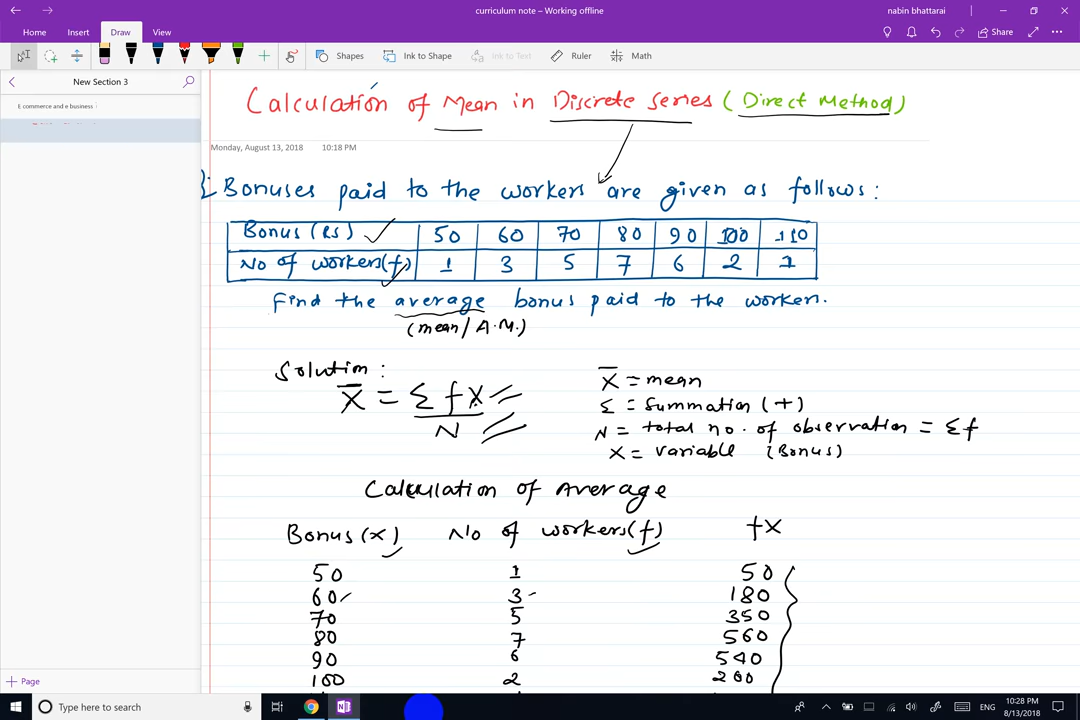 curriculum note – Working offline
nabin bhattarai
Home Insert Draw View
Share
Shapes Ink to Shape Ink to Text Ruler Math
New Section 3
E commerce and e business
Calculation of Mean in Discrete Series (Direct Method)
Monday, August 13, 2018 10:18 PM
Bonuses paid to the workers are given as follows:
Bonus (RS) 50 60 70 80 90 100 110
No of workers(f) 1 3 5 7 6 2 1
Find the average bonus paid to the worker.
(mean/A.M.)
Solution:
X̅ = Σ fX
N
X̅ = mean
Σ = Summation (+)
N = total no. of observation = Σf
X = variable (Bonus)
Calculation of Average
Bonus (x) No of workers(f) fx
50 1 50
60 3 180
70 5 350
80 7 560
90 6 540
100 2 200
+ Page
Type here to search
ENG
10:28 PM
8/13/2018